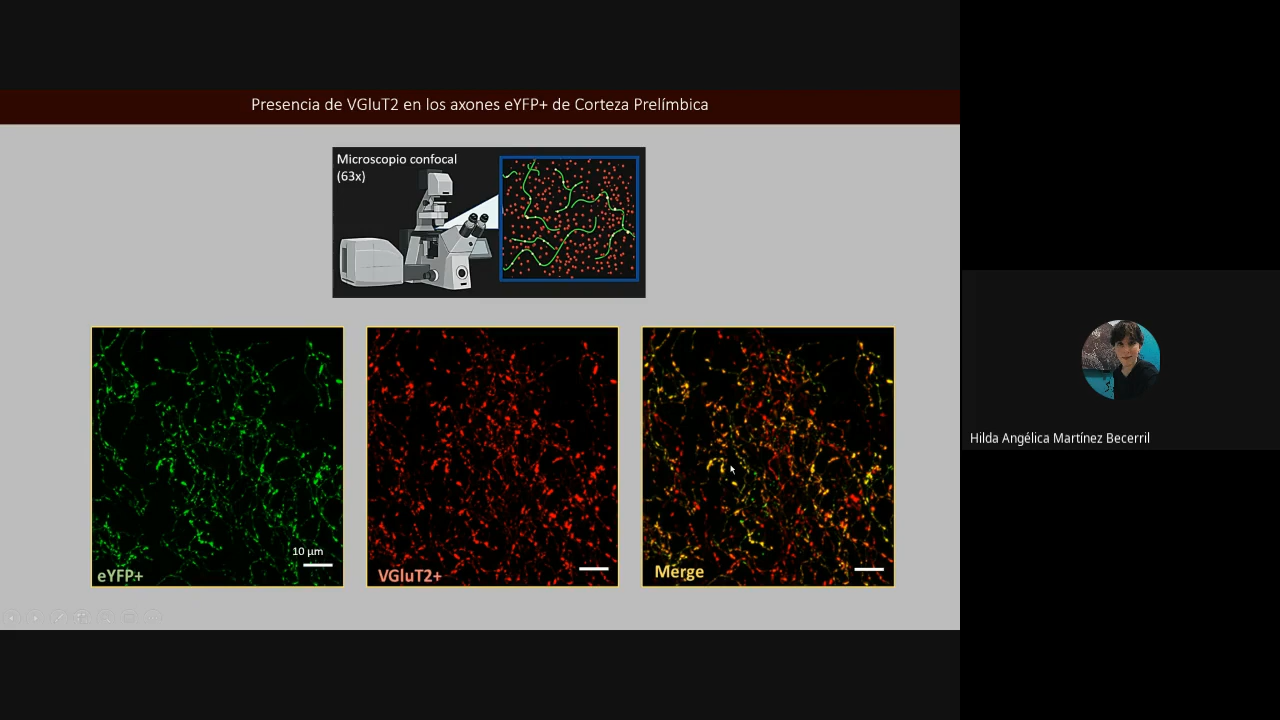 Presencia de VGluT2 en los axones eYFP+ de Corteza Prelímbica
Microscopio confocal
(63x)
10 µm
eYFP+
VGluT2+
Merge
Hilda Angélica Martínez Becerril